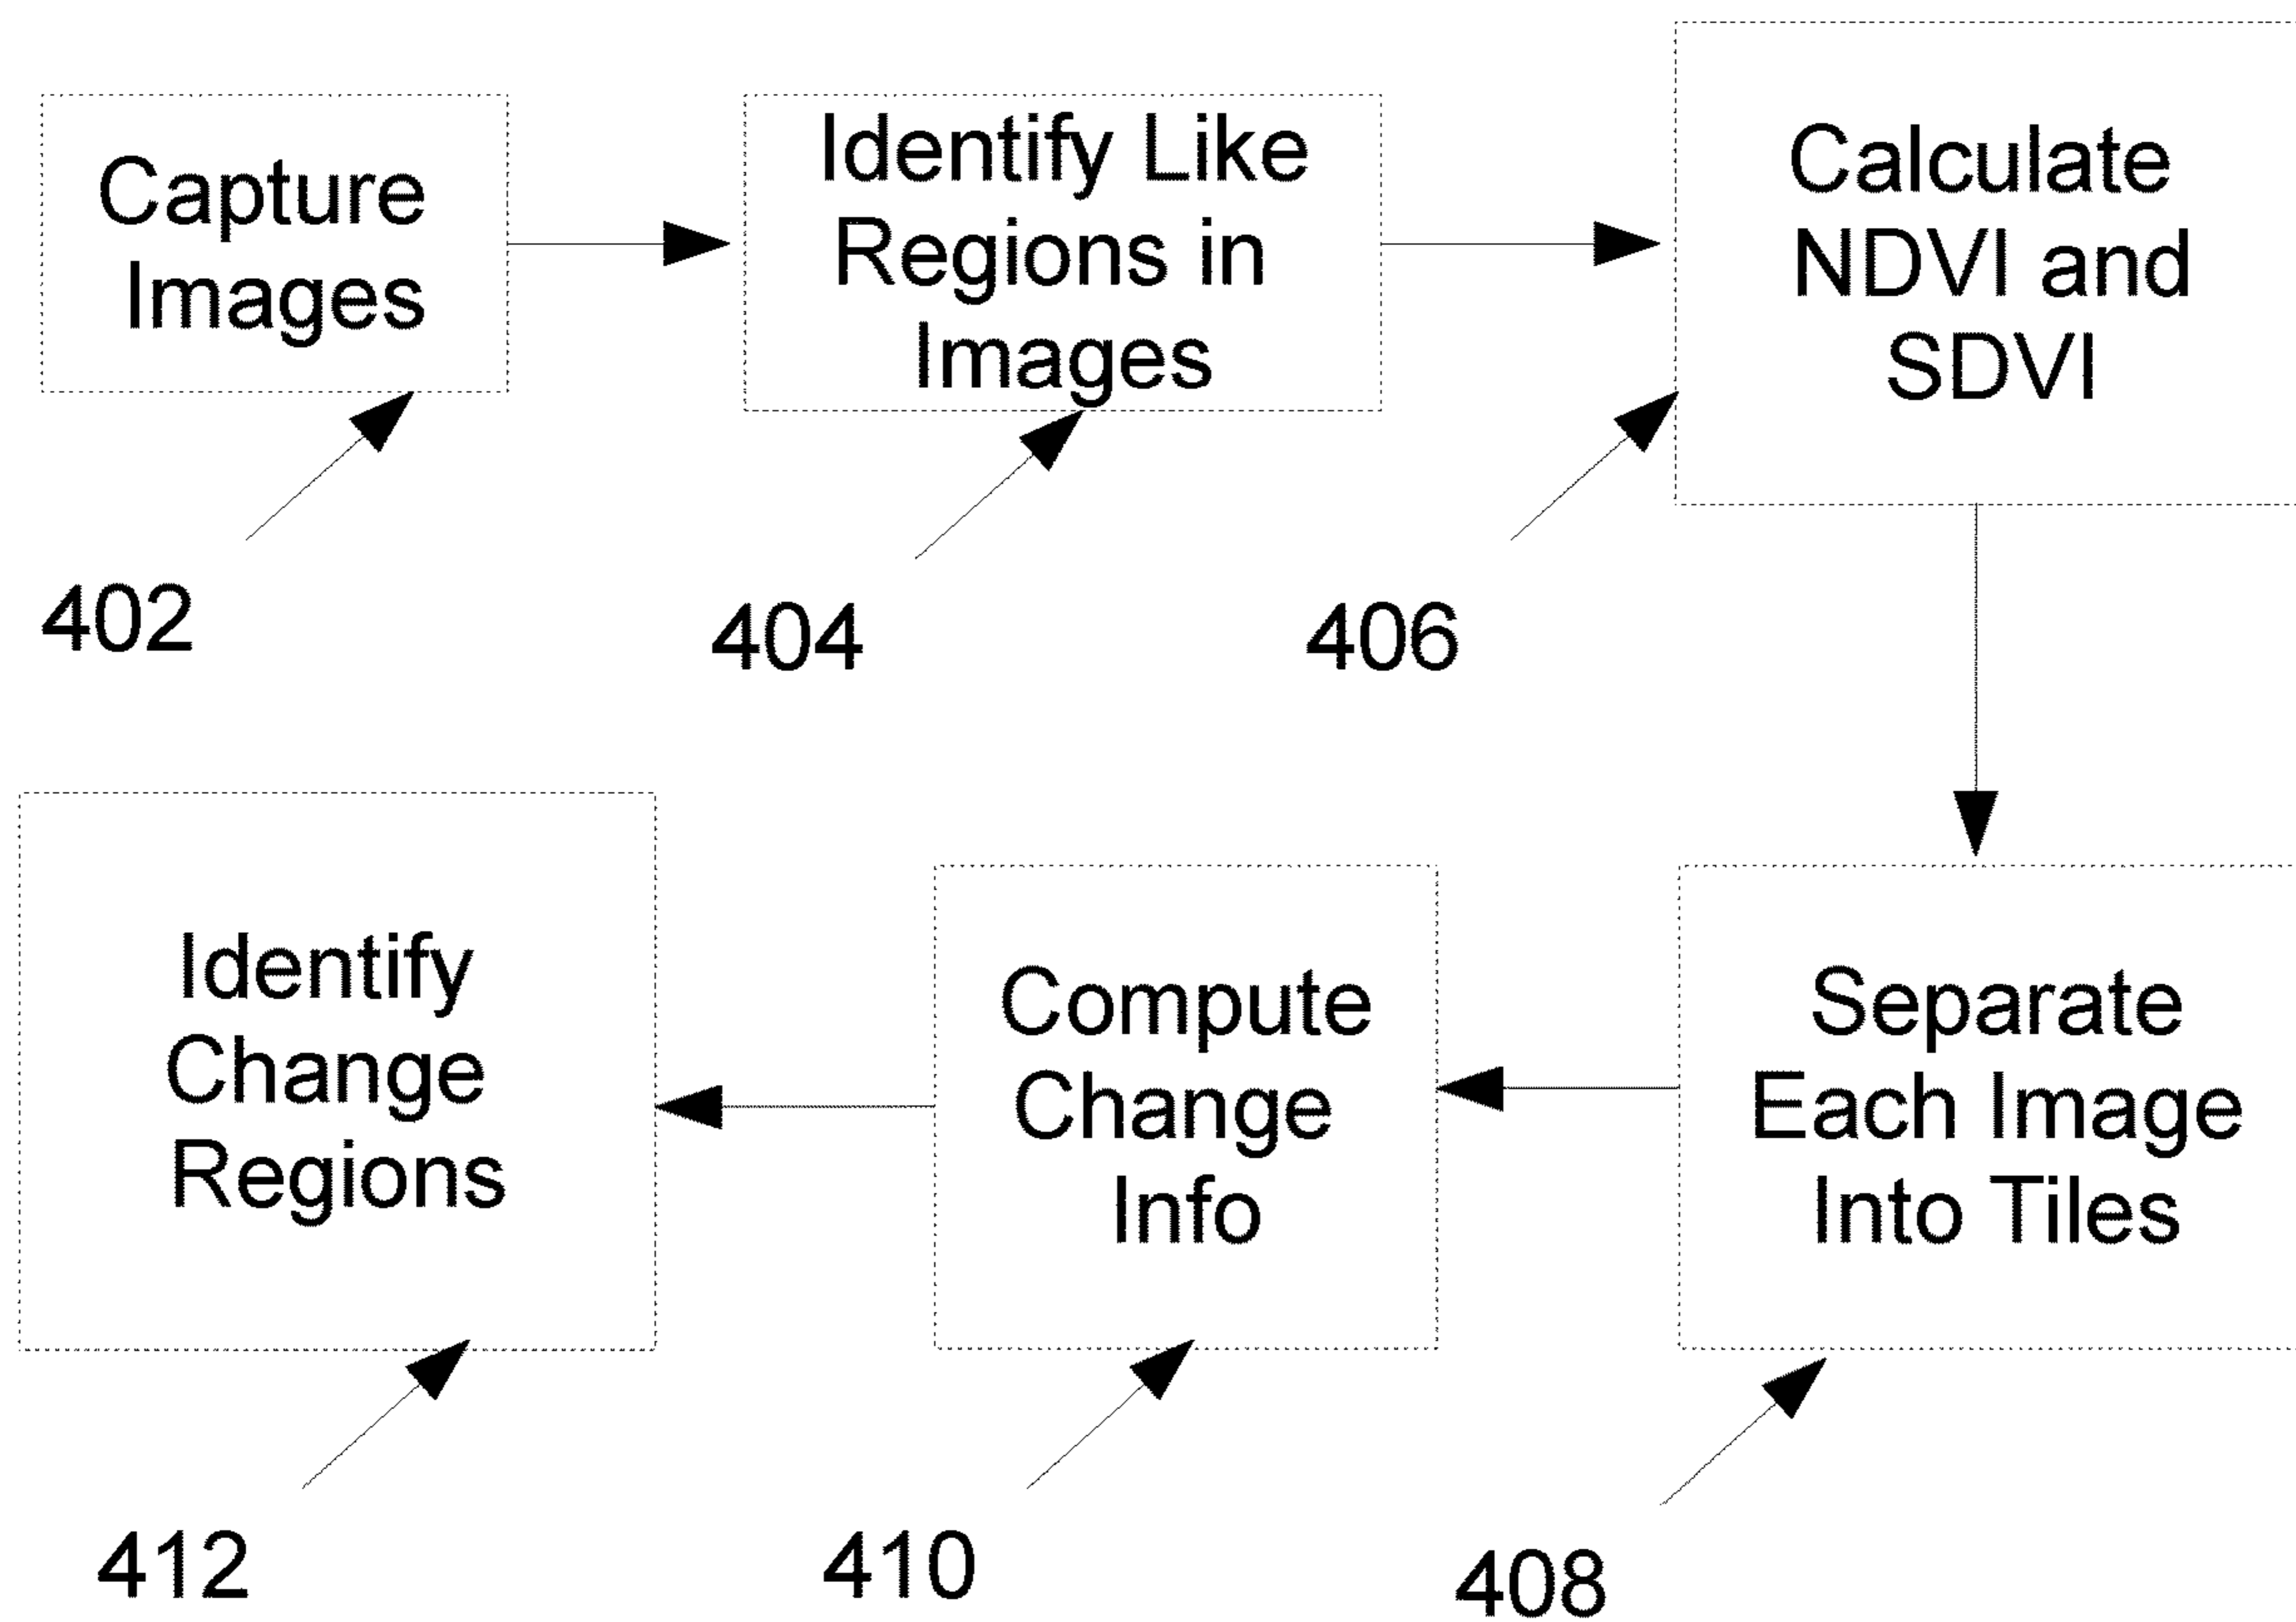 Capture
Images
Identify Like
Regions in
Images
Calculate
NDVI and
SDVI
402
404
406
Identify
Change
Regions
Compute
Change
Info
Separate
Each Image
Into Tiles
412
410
408